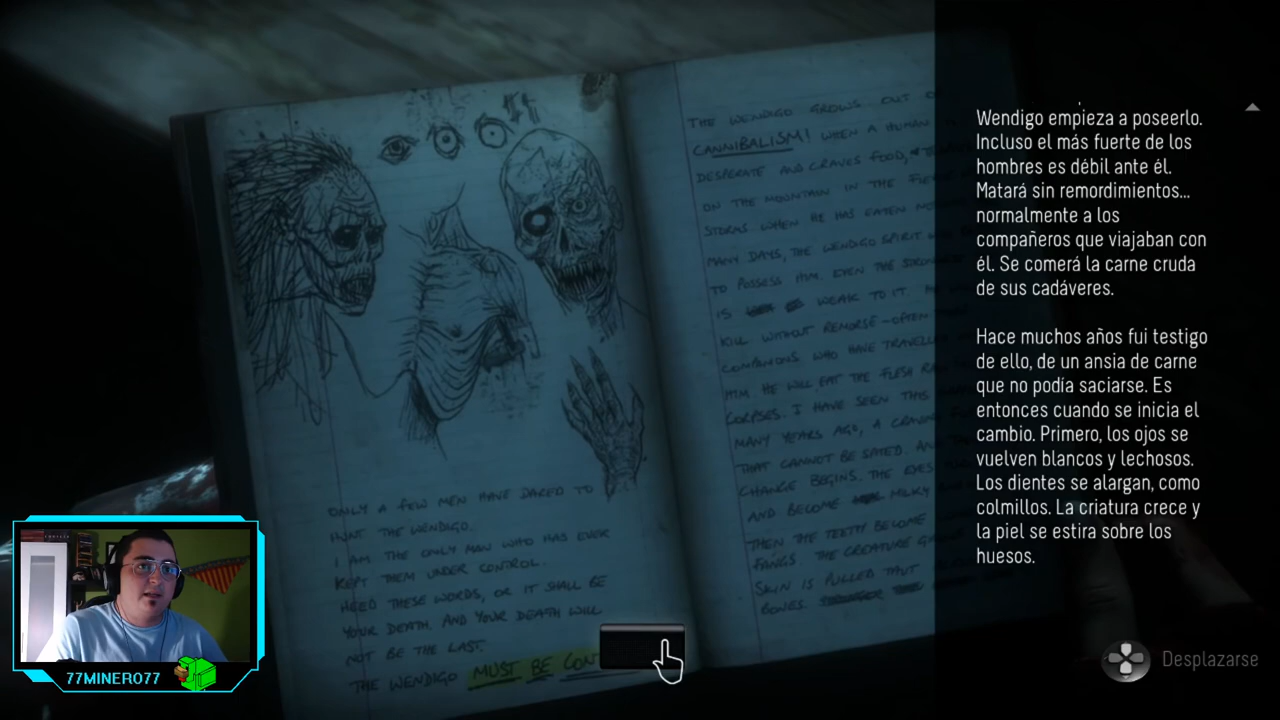 ONLY A FEW MEN HAVE DARED TO
HUNT THE WENDIGO.
I AM THE ONLY MAN WHO HAS EVER
KEPT THEM UNDER CONTROL.
HEED THESE WORDS, OR IT SHALL BE
YOUR DEATH. AND YOUR DEATH WILL
NOT BE THE LAST.
THE WENDIGO MUST BE CONT
THE WENDIGO GROWS OUT
CANNIBALISM! WHEN A HUMAN
DESPERATE AND CRAVES FOOD,
ON THE MOUNTAIN IN THE
STORMS. WHEN HE HAS EATEN
MANY DAYS, THE WENDIGO SPIRIT
TO POSSESS HIM. EVEN THE
IS WEAK TO IT.
KILL WITHOUT REMORSE - OFTEN
COMPANIONS WHO HAVE
HIM. HE WILL EAT THE FLESH
CORPSES. I HAVE SEEN THIS
MANY YEARS AGO, A CRAVING
THAT CANNOT BE SATED. AND
CHANGE BEGINS. THE EYES
AND BECOME MILKY
THEN THE TEETH BECOME
FANGS. THE CREATURE
SKIN IS PULLED TAUT
BONES.
Wendigo empieza a poseerlo.
Incluso el más fuerte de los
hombres es débil ante él.
Matará sin remordimientos...
normalmente a los
compañeros que viajaban con
él. Se comerá la carne cruda
de sus cadáveres.
Hace muchos años fui testigo
de ello, de un ansia de carne
que no podía saciarse. Es
entonces cuando se inicia el
cambio. Primero, los ojos se
vuelven blancos y lechosos.
Los dientes se alargan, como
colmillos. La criatura crece y
la piel se estira sobre los
huesos.
Desplazarse
77MINERO77